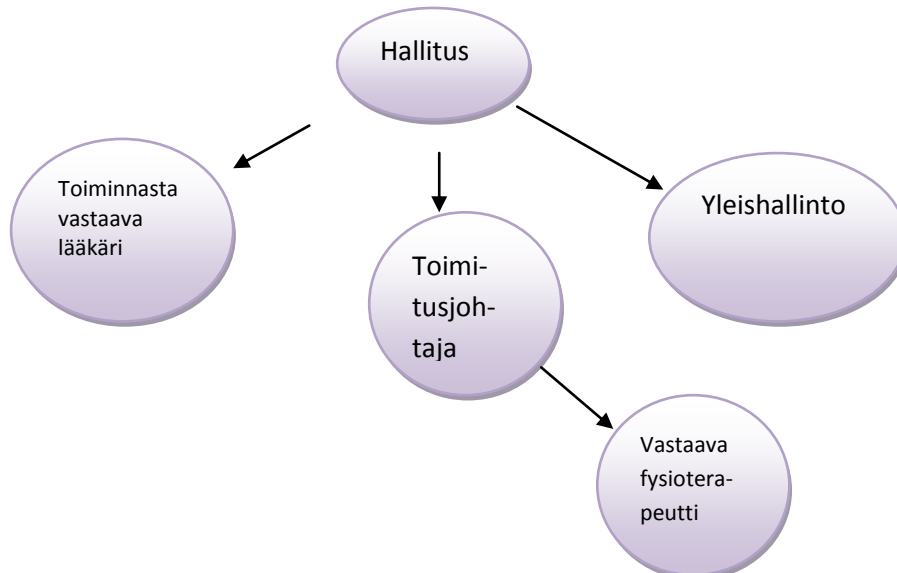 Hallitus
Toiminnasta
vastaava
lääkäri
Yleishallinto
Toimi-
tusjoh-
taja
Vastaava
fysiotera-
peutti